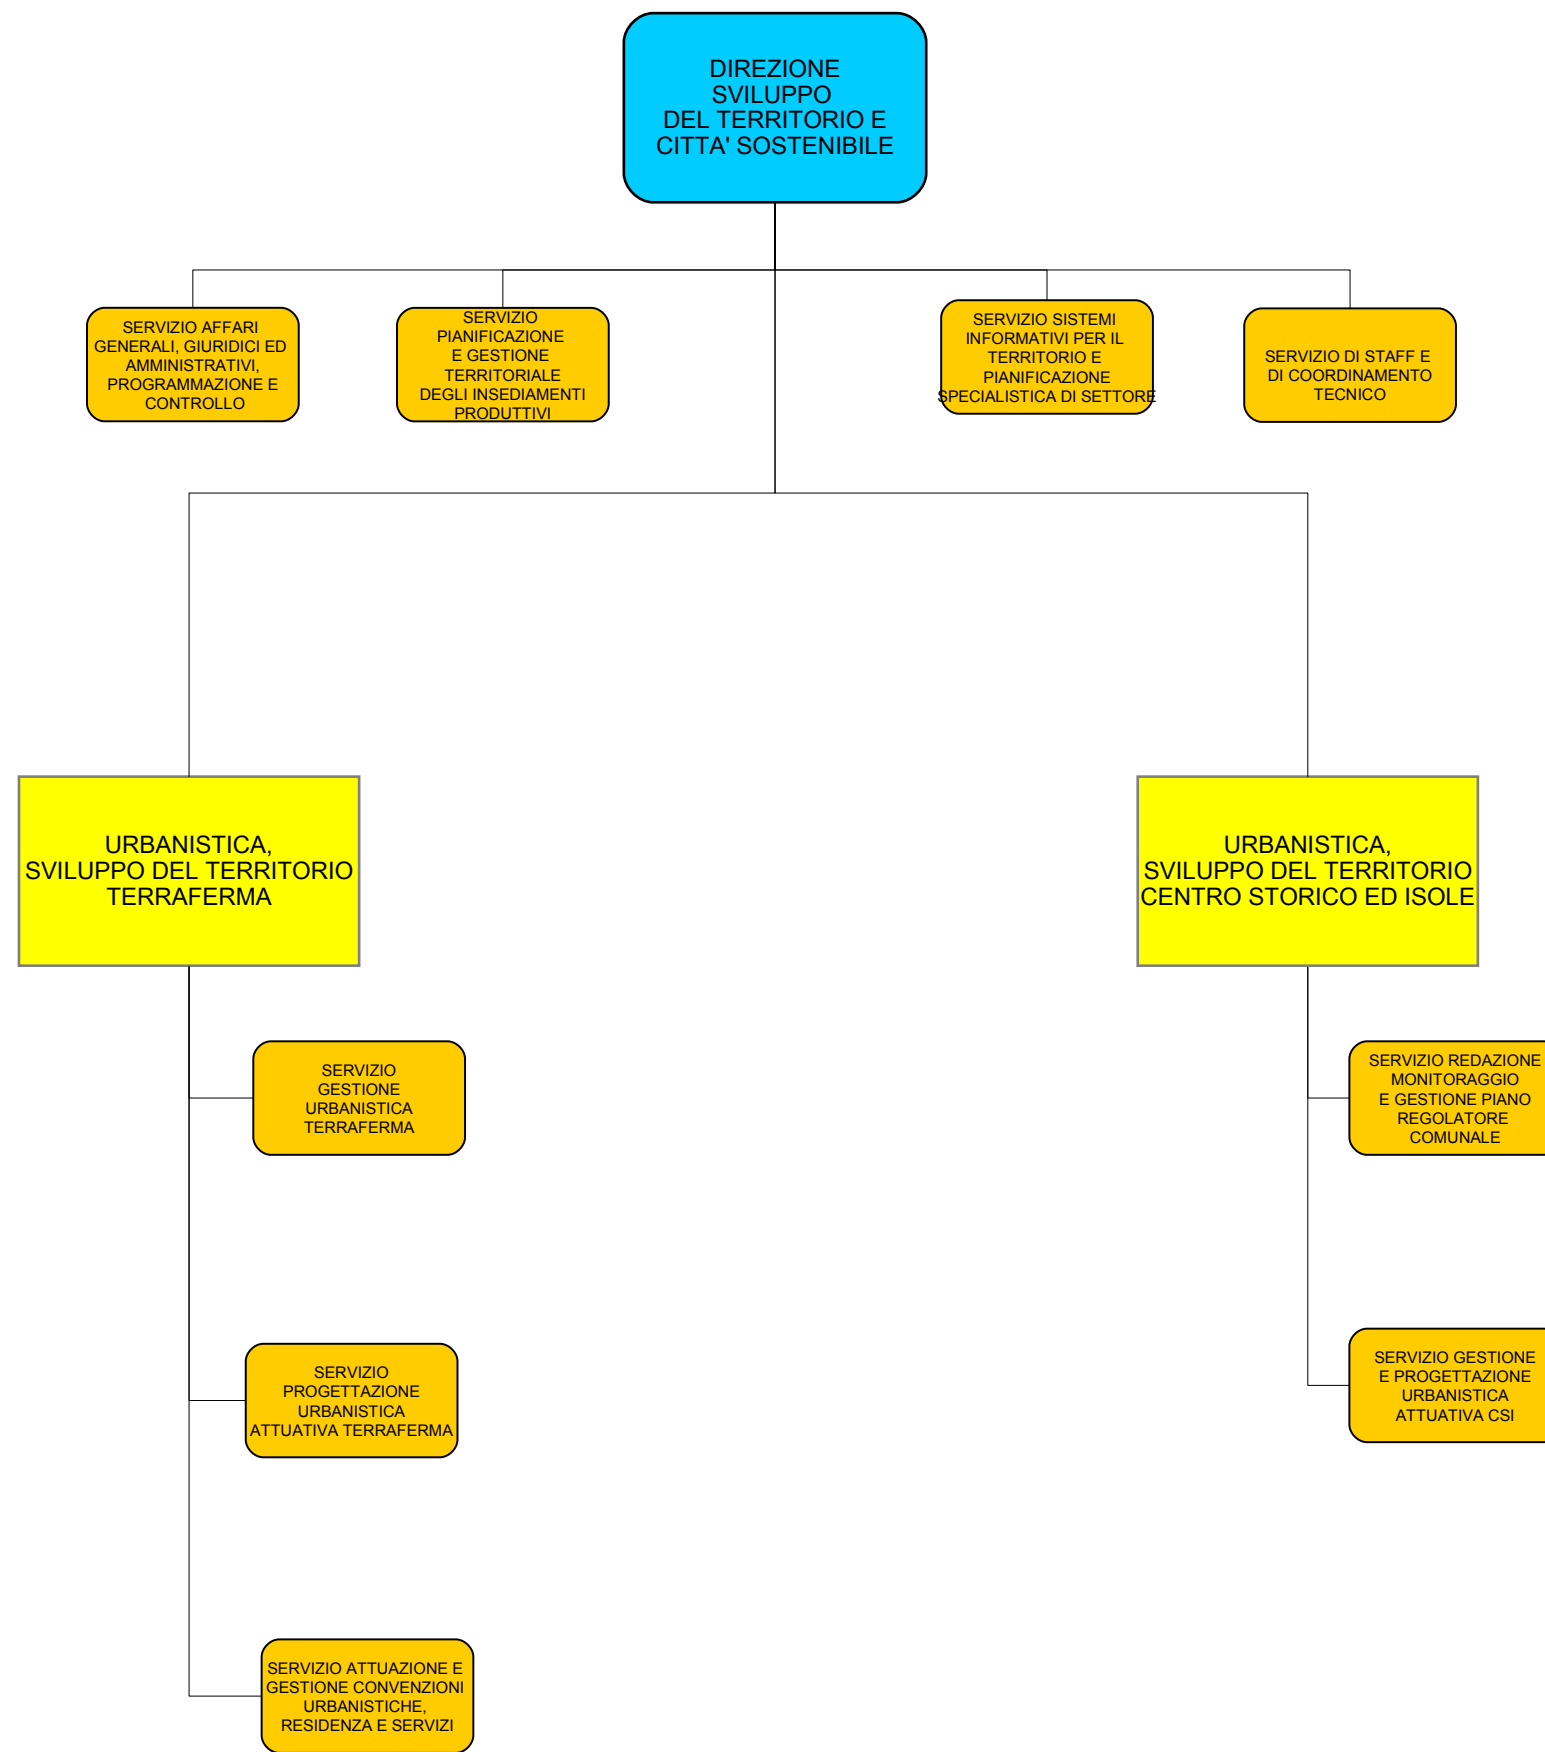 DIREZIONE
SVILUPPO
DEL TERRITORIO E
CITTA' SOSTENIBILE
SERVIZIO AFFARI
GENERALI, GIURIDICI ED
AMMINISTRATIVI,
PROGRAMMAZIONE E
CONTROLLO
SERVIZIO
PIANIFICAZIONE
E GESTIONE
TERRITORIALE
DEGLI INSEDIAMENTI
PRODUTTIVI
SERVIZIO SISTEMI
INFORMATIVI PER IL
TERRITORIO E
PIANIFICAZIONE
SPECIALISTICA DI SETTORE
SERVIZIO DI STAFF E
DI COORDINAMENTO
TECNICO
URBANISTICA,
SVILUPPO DEL TERRITORIO
TERRAFERMA
URBANISTICA,
SVILUPPO DEL TERRITORIO
CENTRO STORICO ED ISOLE
SERVIZIO
GESTIONE
URBANISTICA
TERRAFERMA
SERVIZIO REDAZIONE
MONITORAGGIO
E GESTIONE PIANO
REGOLATORE
COMUNALE
SERVIZIO
PROGETTAZIONE
URBANISTICA
ATTUATIVA TERRAFERMA
SERVIZIO GESTIONE
E PROGETTAZIONE
URBANISTICA
ATTUATIVA CSI
SERVIZIO ATTUAZIONE E
GESTIONE CONVENZIONI
URBANISTICHE,
RESIDENZA E SERVIZI